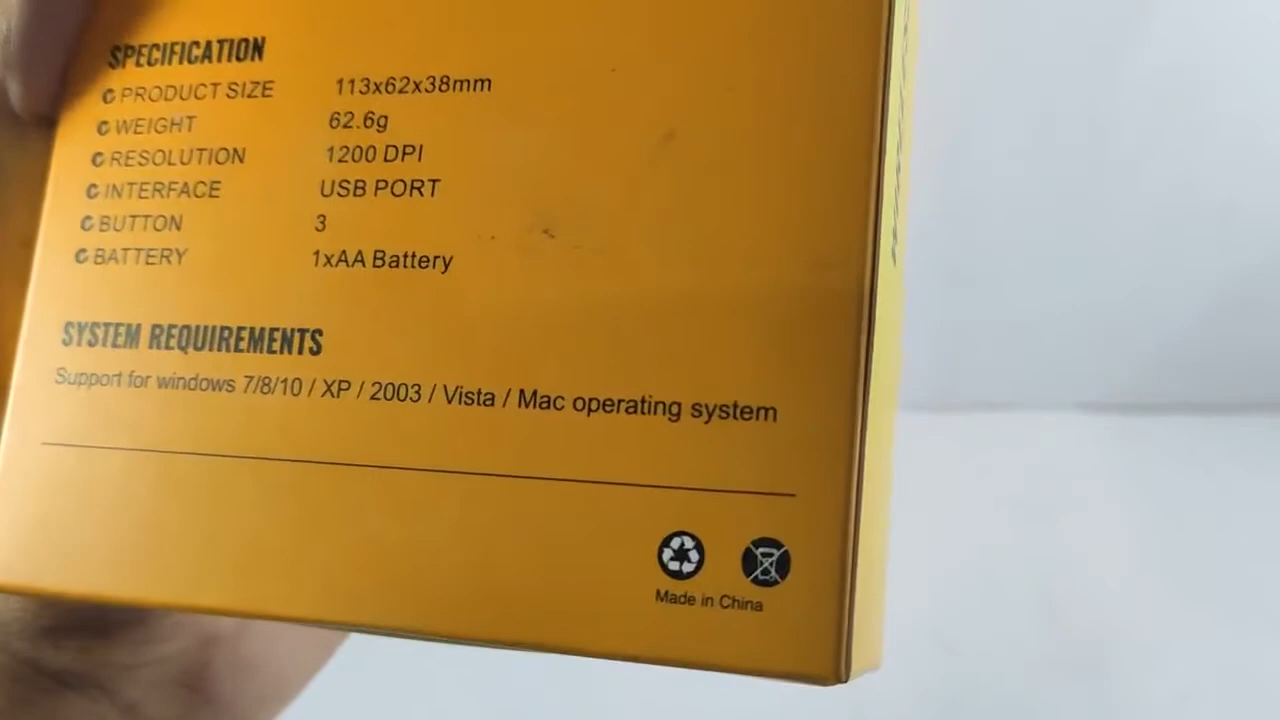 SPECIFICATION
PRODUCT SIZE 113x62x38mm
WEIGHT 62.6g
RESOLUTION 1200 DPI
INTERFACE USB PORT
BUTTON 3
BATTERY 1xAA Battery
SYSTEM REQUIREMENTS
Support for windows 7/8/10 / XP / 2003 / Vista / Mac operating system
Made in China